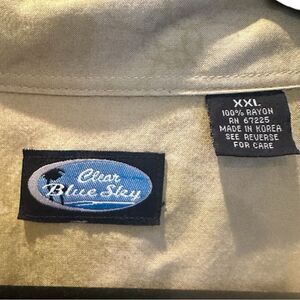 XXL
100% RAYON
RN 67225
MADE IN KOREA
SEE REVERSE
FOR CARE
Clear
Blue Sky